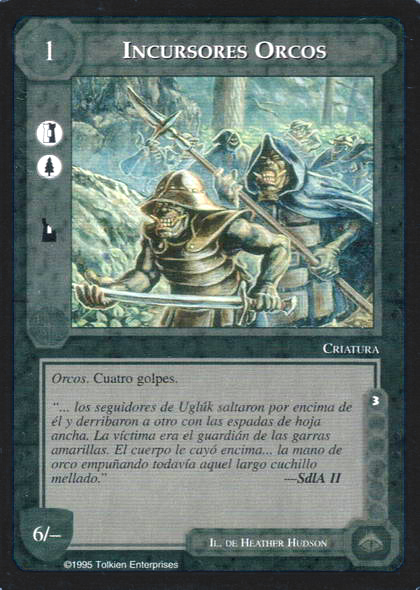 1
INCURSORES ORCOS
CRIATURA
Orcos. Cuatro golpes.
3
"... los seguidores de Uglúk saltaron por encima de
él y derribaron a otro con las espadas de hoja
ancha. La víctima era el guardián de las garras
amarillas. El cuerpo le cayó encima... la mano de
orco empuñando todavía aquel largo cuchillo
mellado." —SdlA II
6/–
IL. DE HEATHER HUDSON
©1995 Tolkien Enterprises